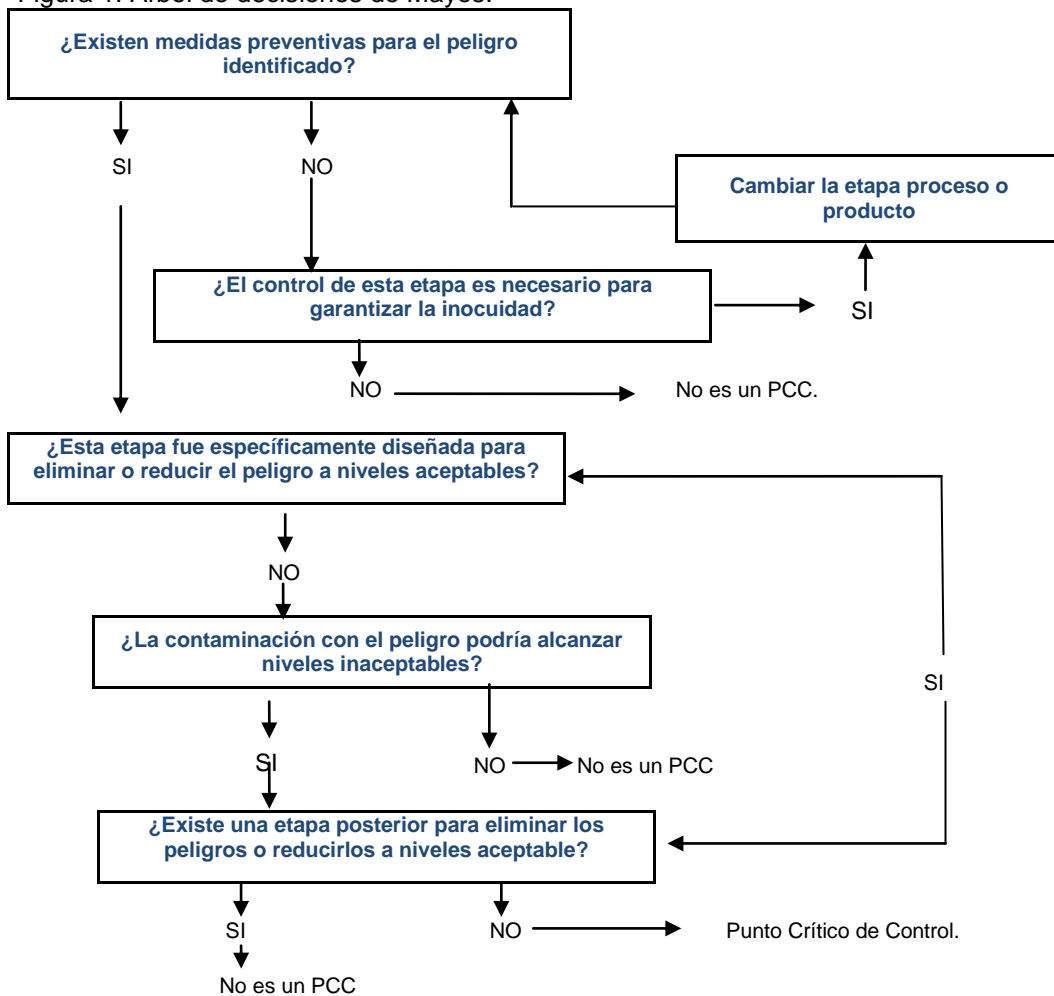 Figura 1. Árbol de decisiones de Mayes.
¿Existen medidas preventivas para el peligro
identificado?
SI
NO
Cambiar la etapa proceso o
producto
¿El control de esta etapa es necesario para
garantizar la inocuidad?
SI
NO
No es un PCC.
¿Esta etapa fue específicamente diseñada para
eliminar o reducir el peligro a niveles aceptables?
NO
¿La contaminación con el peligro podría alcanzar
niveles inaceptables?
SI
SI
NO
No es un PCC
¿Existe una etapa posterior para eliminar los
peligros o reducirlos a niveles aceptable?
SI
NO
Punto Crítico de Control.
No es un PCC